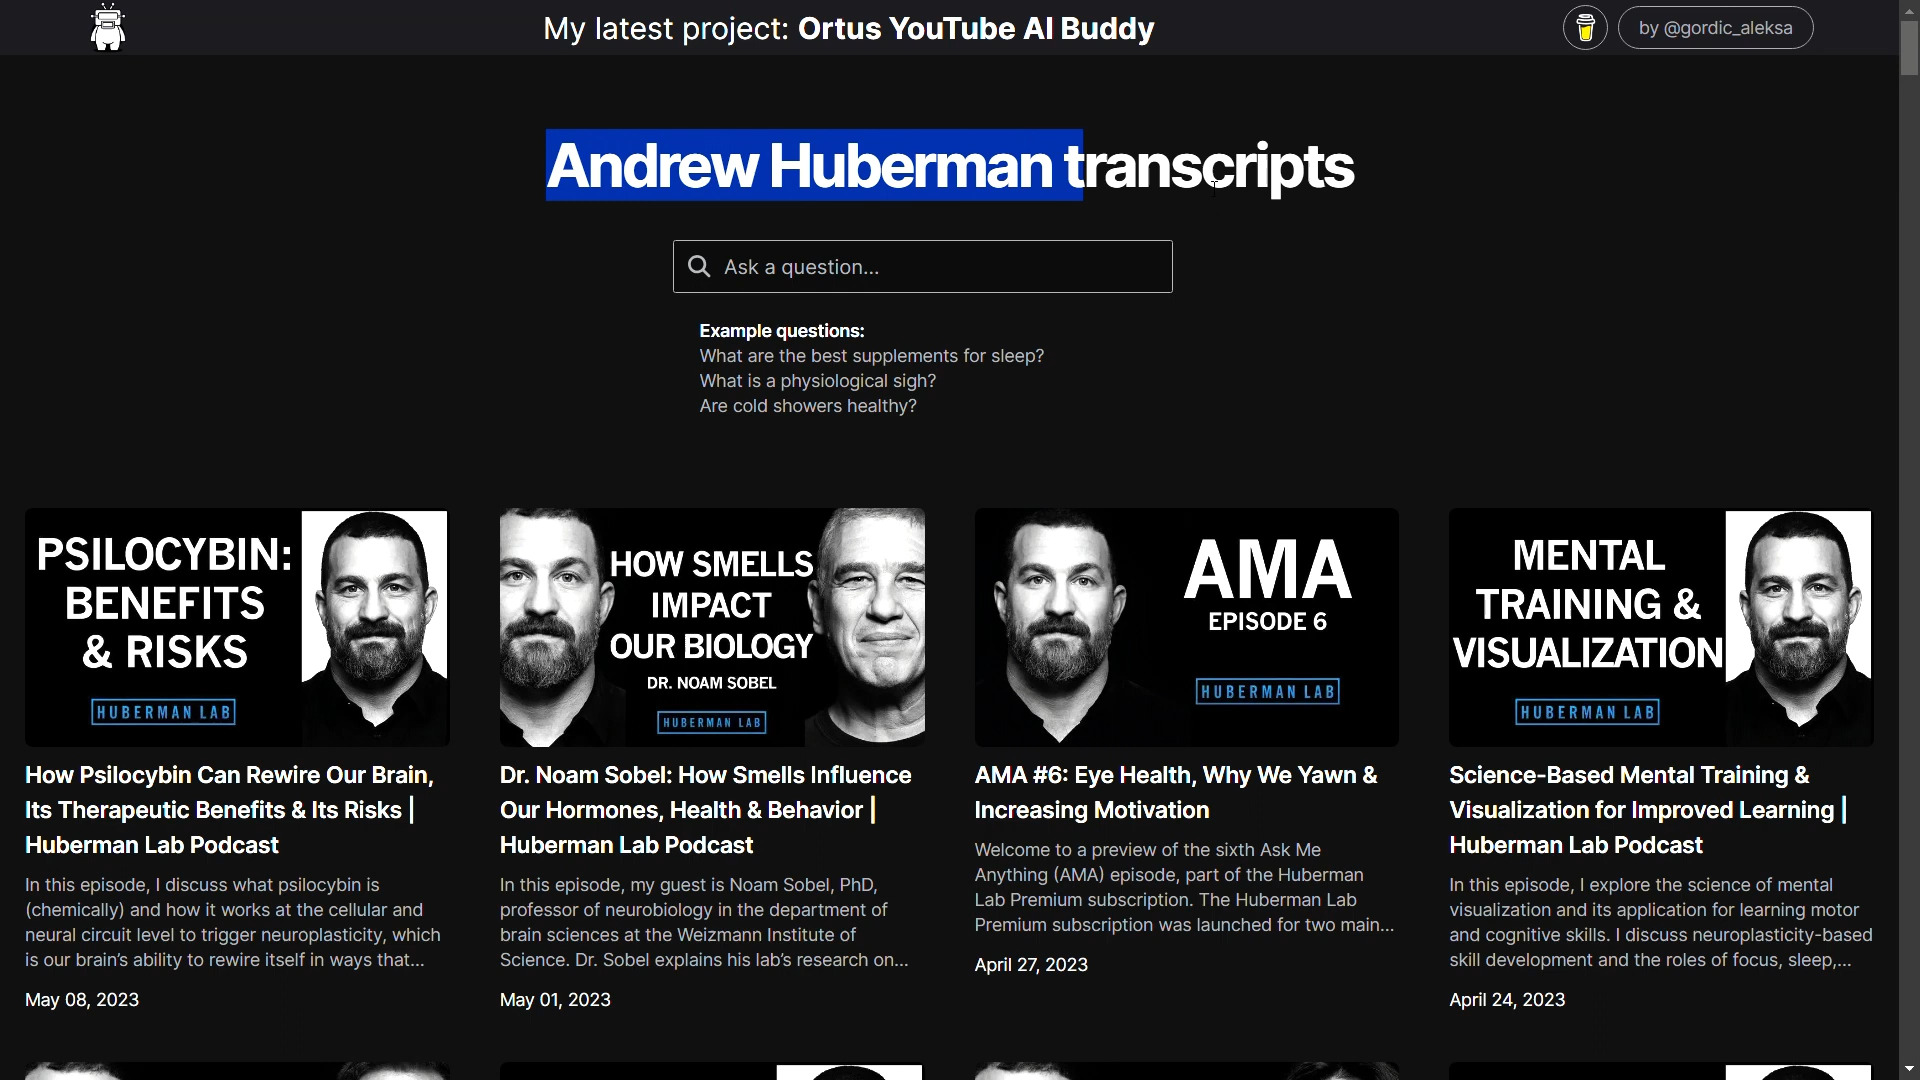 My latest project: Ortus YouTube AI Buddy
by @gordic_aleksa
Andrew Huberman transcripts
Ask a question...
Example questions:
What are the best supplements for sleep?
What is a physiological sigh?
Are cold showers healthy?
PSILOCYBIN:
BENEFITS
& RISKS
HUBERMAN LAB
How Psilocybin Can Rewire Our Brain,
Its Therapeutic Benefits & Its Risks |
Huberman Lab Podcast
In this episode, I discuss what psilocybin is
(chemically) and how it works at the cellular and
neural circuit level to trigger neuroplasticity, which
is our brain’s ability to rewire itself in ways that...
May 08, 2023
HOW SMELLS
IMPACT
OUR BIOLOGY
DR. NOAM SOBEL
HUBERMAN LAB
Dr. Noam Sobel: How Smells Influence
Our Hormones, Health & Behavior |
Huberman Lab Podcast
In this episode, my guest is Noam Sobel, PhD,
professor of neurobiology in the department of
brain sciences at the Weizmann Institute of
Science. Dr. Sobel explains his lab’s research on...
May 01, 2023
AMA
EPISODE 6
HUBERMAN LAB
AMA #6: Eye Health, Why We Yawn &
Increasing Motivation
Welcome to a preview of the sixth Ask Me
Anything (AMA) episode, part of the Huberman
Lab Premium subscription. The Huberman Lab
Premium subscription was launched for two main...
April 27, 2023
MENTAL
TRAINING &
VISUALIZATION
HUBERMAN LAB
Science-Based Mental Training &
Visualization for Improved Learning |
Huberman Lab Podcast
In this episode, I explore the science of mental
visualization and its application for learning motor
and cognitive skills. I discuss neuroplasticity-based
skill development and the roles of focus, sleep,...
April 24, 2023